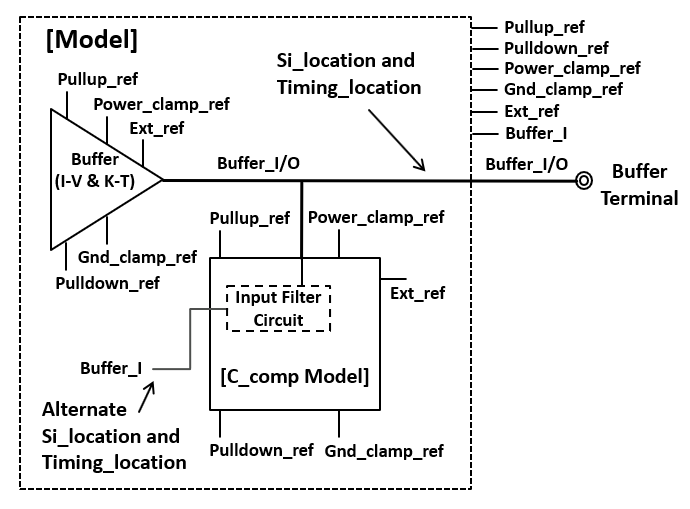 [Model]
Pullup_ref
Power_clamp_ref
Ext_ref
Buffer
(I-V & K-T)
Gnd_clamp_ref
Pulldown_ref
Si_location and
Timing_location
Buffer_I/O
Pullup_ref
Pulldown_ref
Power_clamp_ref
Gnd_clamp_ref
Ext_ref
Buffer_I
Buffer_I/O
Buffer
Terminal
Pullup_ref
Power_clamp_ref
Ext_ref
Input Filter
Circuit
[C_comp Model]
Buffer_I
Alternate
Si_location and
Timing_location
Pulldown_ref
Gnd_clamp_ref